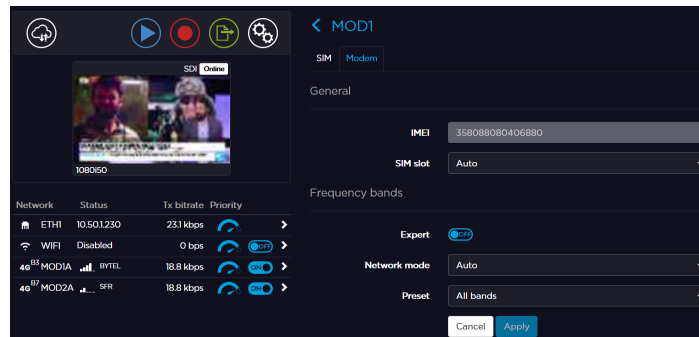 SDI Online
1080i50
Network Status Tx bitrate Priority
ETH1 10.50.1.230 23.1 kbps
WIFI Disabled 0 bps OFF
4G B3 MOD1A BYTEL 18.8 kbps ON
4G B7 MOD2A SFR 18.8 kbps ON
MOD1
SIM Modem
General
IMEI 358088080406880
SIM slot Auto
Frequency bands
Expert OFF
Network mode Auto
Preset All bands
Cancel Apply